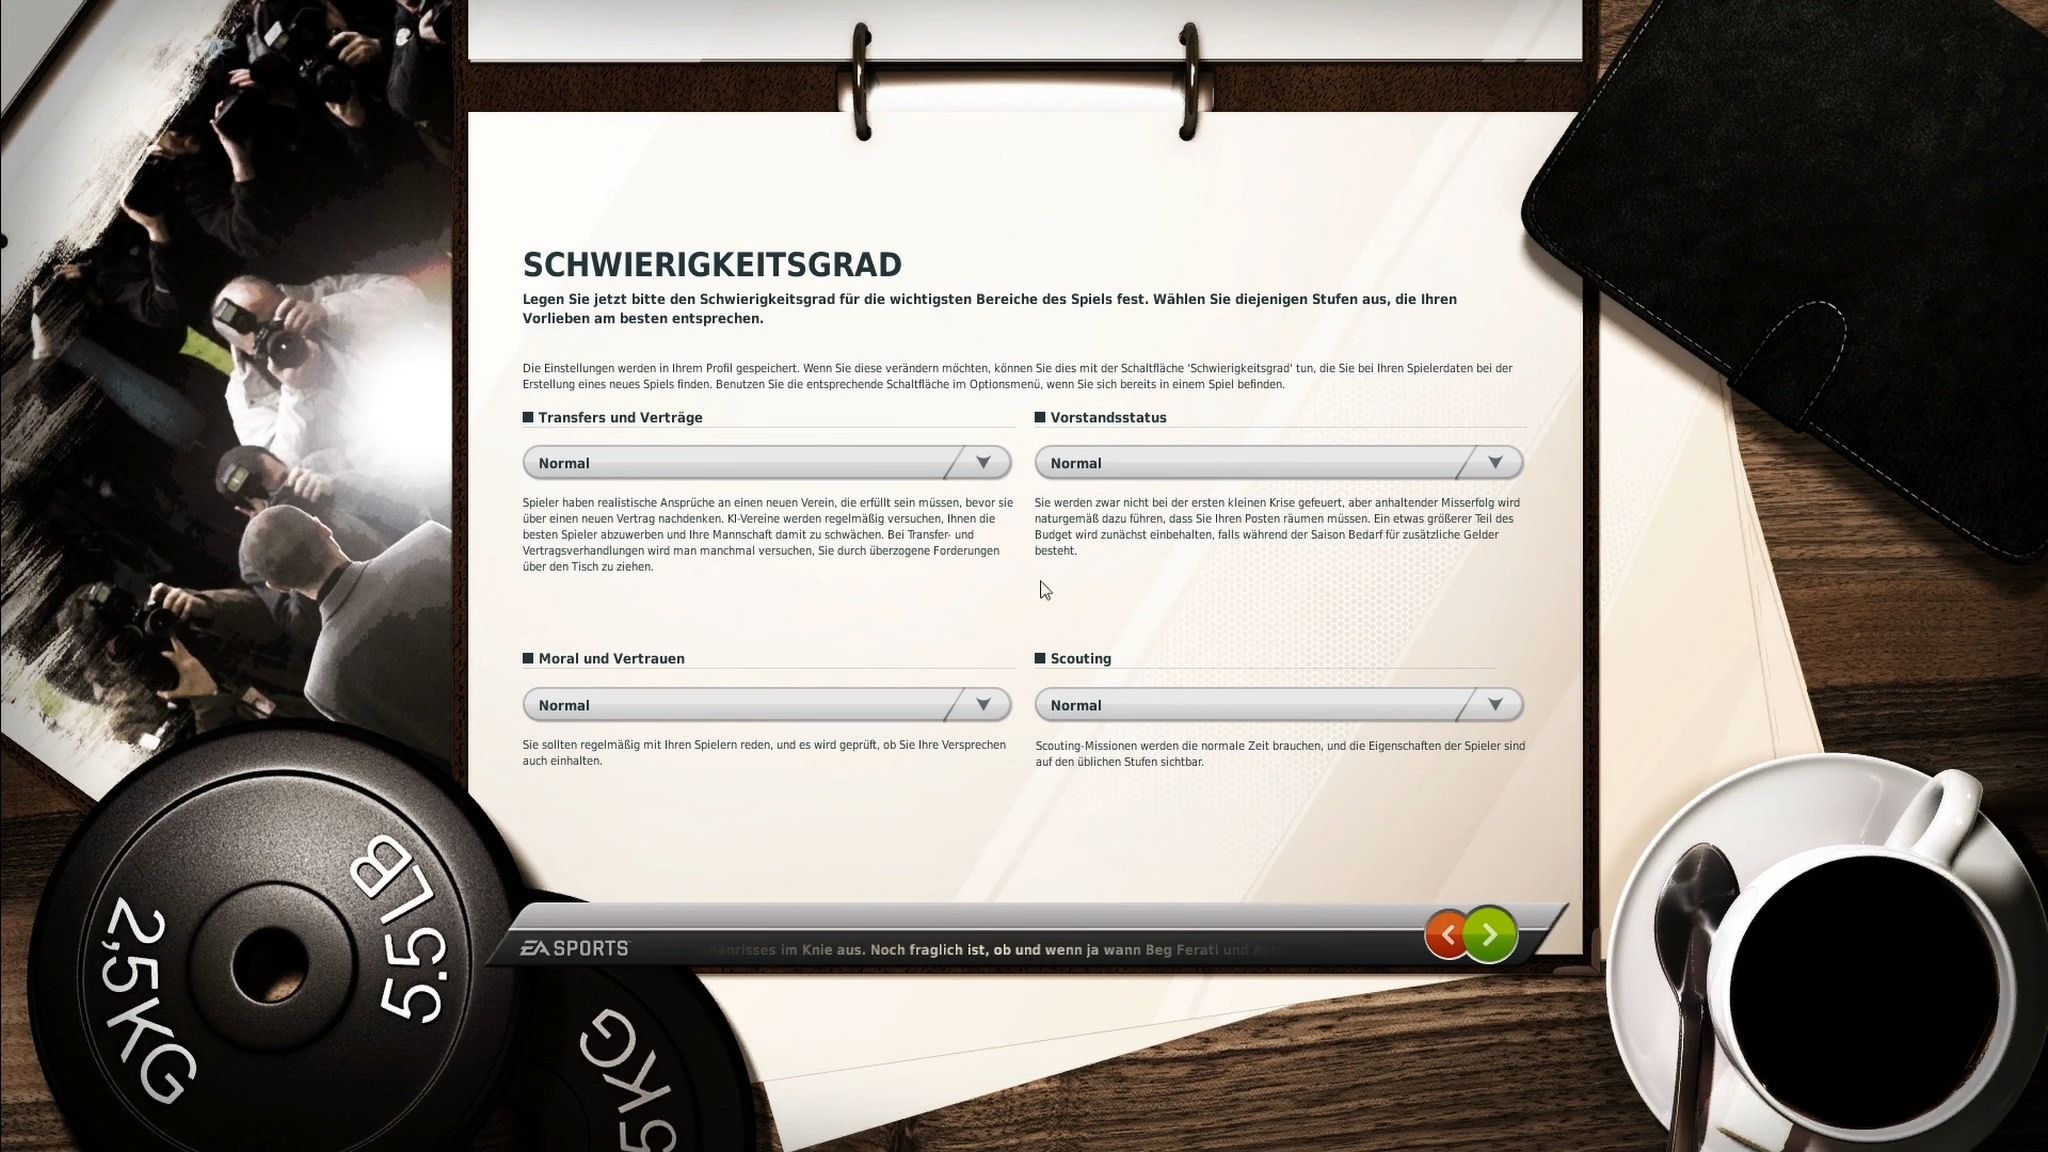 SCHWIERIGKEITSGRAD
Legen Sie jetzt bitte den Schwierigkeitsgrad für die wichtigsten Bereiche des Spiels fest. Wählen Sie diejenigen Stufen aus, die Ihren
Vorlieben am besten entsprechen.
Die Einstellungen werden in Ihrem Profil gespeichert. Wenn Sie diese verändern möchten, können Sie dies mit der Schaltfläche 'Schwierigkeitsgrad' tun, die Sie bei Ihren Spielerdaten bei der
Erstellung eines neues Spiels finden. Benutzen Sie die entsprechende Schaltfläche im Optionsmenü, wenn Sie sich bereits in einem Spiel befinden.
Transfers und Verträge
Normal
Spieler haben realistische Ansprüche an einen neuen Verein, die erfüllt sein müssen, bevor sie
über einen neuen Vertrag nachdenken. KI-Vereine werden regelmäßig versuchen, Ihnen die
besten Spieler abzuwerben und Ihre Mannschaft damit zu schwächen. Bei Transfer- und
Vertragsverhandlungen wird man manchmal versuchen, Sie durch überzogene Forderungen
über den Tisch zu ziehen.
Vorstandsstatus
Normal
Sie werden zwar nicht bei der ersten kleinen Krise gefeuert, aber anhaltender Misserfolg wird
naturgemäß dazu führen, dass Sie Ihren Posten räumen müssen. Ein etwas größerer Teil des
Budget wird zunächst einbehalten, falls während der Saison Bedarf für zusätzliche Gelder
besteht.
Moral und Vertrauen
Normal
Sie sollten regelmäßig mit Ihren Spielern reden, und es wird geprüft, ob Sie Ihre Versprechen
auch einhalten.
Scouting
Normal
Scouting-Missionen werden die normale Zeit brauchen, und die Eigenschaften der Spieler sind
auf den üblichen Stufen sichtbar.
EA SPORTS
im Knie aus. Noch fraglich ist, ob und wenn ja wann Beg Ferati und
5.5LB
2,5KG
5KG